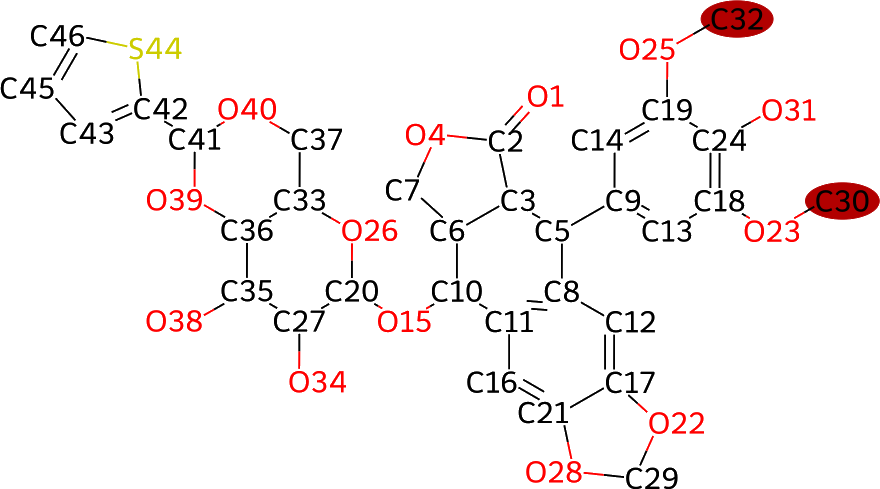 C46 S44 C32
O25
C45 C42 O40 O1 C19 O31
C43 C41 C37 O4 C2 C14 C24
O39 C33 C7 C3 C9 C18 C30
C36 O26 C6 C5 C13 O23
C35 C20 C10 C8
O38 C27 O15 C11 C12
O34 C16 C17
C21 O22
O28 C29